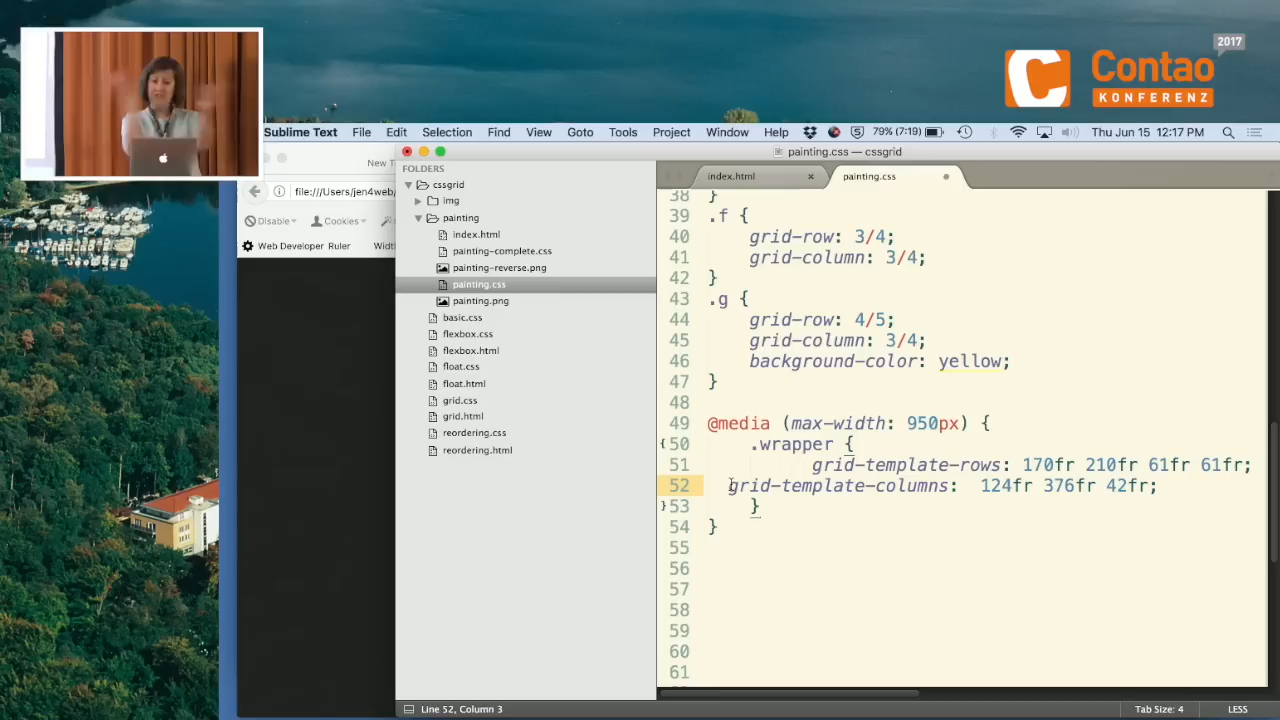 2017
Contao
KONFERENZ
Sublime Text File Edit Selection Find View Goto Tools Project Window Help 79% (7:19) Thu Jun 15 12:17 PM
New T
file:///Users/jen4web/
Disable Cookies
Web Developer Ruler Widt
painting.css — cssgrid
FOLDERS
cssgrid
img
painting
index.html
painting-complete.css
painting-reverse.png
painting.css
painting.png
basic.css
flexbox.css
flexbox.html
float.css
float.html
grid.css
grid.html
reordering.css
reordering.html
index.html × painting.css
38 }
39 .f {
40 grid-row: 3/4;
41 grid-column: 3/4;
42 }
43 .g {
44 grid-row: 4/5;
45 grid-column: 3/4;
46 background-color: yellow;
47 }
48
49 @media (max-width: 950px) {
50 .wrapper {
51 grid-template-rows: 170fr 210fr 61fr 61fr;
52 grid-template-columns: 124fr 376fr 42fr;
53 }
54 }
55
56
57
58
59
60
61
Line 52, Column 3 Tab Size: 4 LESS